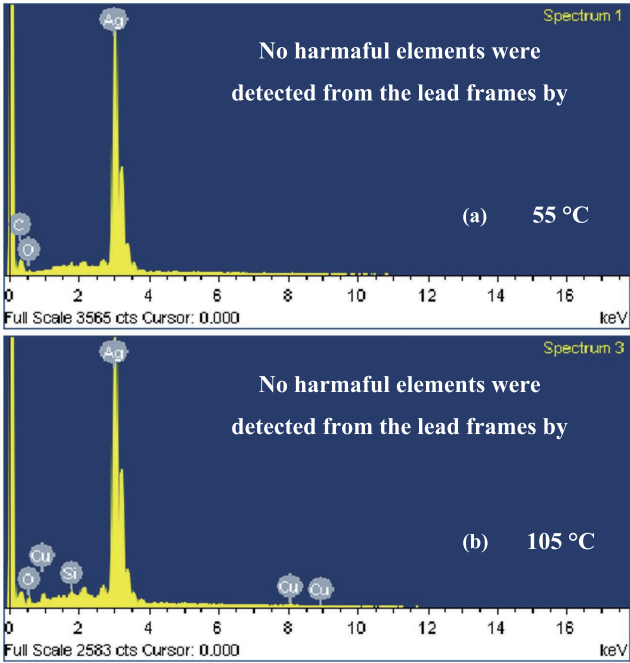 Spectrum 1
Ag
No harmaful elements were
detected from the lead frames by
(a) 55 °C
C
O
0 2 4 6 8 10 12 14 16
Full Scale 3565 cts Cursor: 0.000 keV
Spectrum 3
Ag
No harmaful elements were
detected from the lead frames by
(b) 105 °C
Cu
O Si Cu Cu
0 2 4 6 8 10 12 14 16
Full Scale 2583 cts Cursor: 0.000 keV